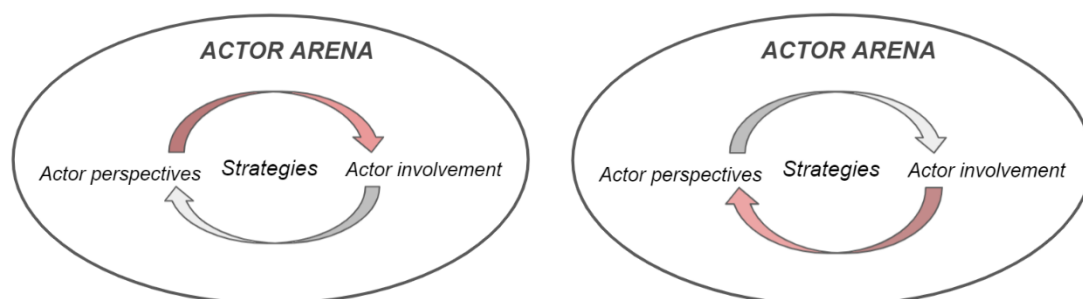 ACTOR ARENA
Actor perspectives
Strategies
Actor involvement
ACTOR ARENA
Actor perspectives
Strategies
Actor involvement